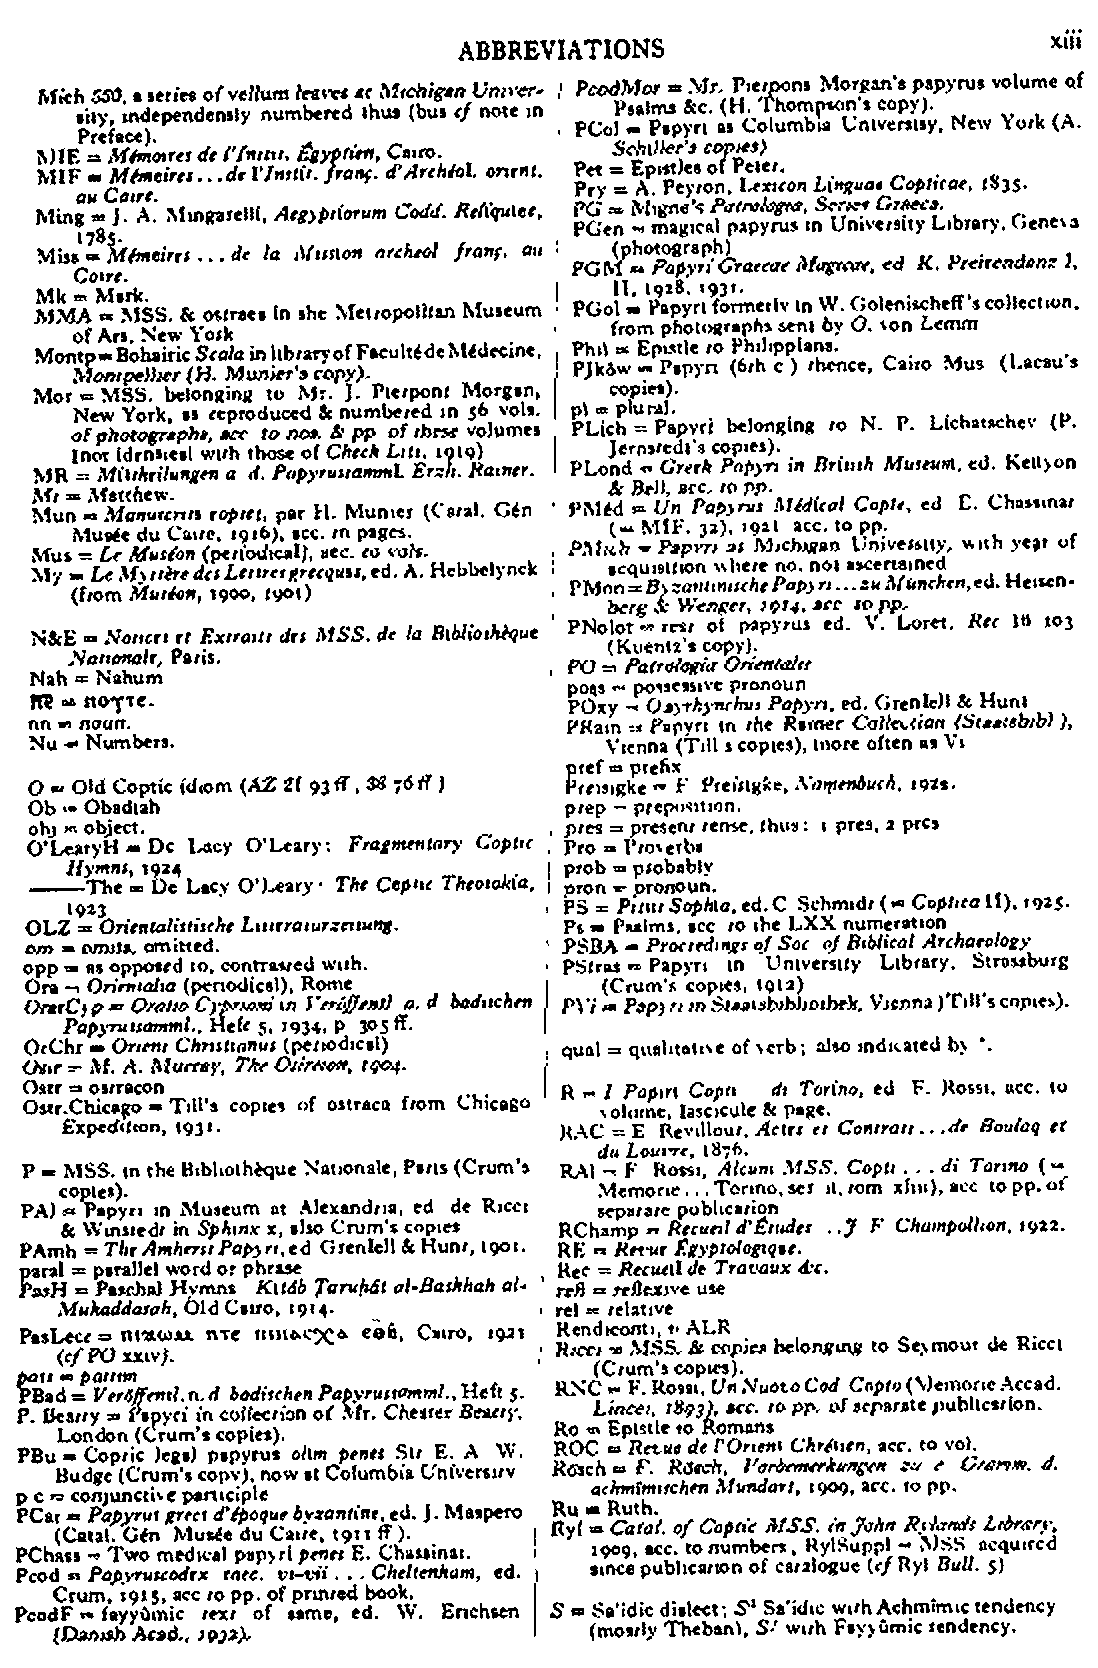 ABBREVIATIONS
xiii
Mich 550, a series of vellum leaves at Michigan Univer-
sity, independently numbered thus (but cf note in
Preface).
MIE = Mémoires de l'Instit. Égyptien, Cairo.
MIF = Mémoires...de l'Instit. franç. d'Archéol. orient.
au Caire.
Ming = J. A. Mingarelli, Aegyptiorum Codd. Reliquiae,
1785.
Miss = Mémoires ... de la Mission archéol franç. au
Caire.
Mk = Mark.
MMA = MSS. & ostraca in the Metropolitan Museum
of Art, New York
Montp = Bohairic Scala in library of Faculté de Médecine,
Montpellier (H. Munier's copy).
Mor = MSS. belonging to Mr. J. Pierpont Morgan,
New York, as reproduced & numbered in 56 vols.
of photographs, acc to nos. & pp of these volumes
(not identical with those of Check List, 1919)
MR = Mittheilungen a d. Papyrussamml. Erzh. Rainer.
Mt = Matthew.
Mun = Manuscrits coptes, par H. Munier (Catal. Gén
Musée du Caire, 1916), acc. to pages.
Mus = Le Muséon (periodical), acc. to vols.
My = Le Mystère des Lettres grecques, ed. A. Hebbelynck
(from Muséon, 1900, 1901)
N&E = Notices et Extraits des MSS. de la Bibliothèque
Nationale, Paris.
Nah = Nahum
ⲛⲧ̅ = ⲛⲟⲩⲧⲉ.
nn = noun.
Nu = Numbers.
O = Old Coptic idiom (AZ 21 93 ff, 38 76 ff)
Ob = Obadiah
obj = object.
O'LearyH = De Lacy O'Leary: Fragmentary Coptic
Hymns, 1924
———The = De Lacy O'Leary: The Coptic Theotokia,
1923
OLZ = Orientalistische Literaturzeitung.
om = omits, omitted.
opp = as opposed to, contrasted with.
Ora = Orientalia (periodical), Rome
OratCyp = Oratio Cypriani in Veröffentl a. d badischen
Papyrussamml., Heft 5, 1934, p 305 ff.
OrChr = Oriens Christianus (periodical)
Osir = M. A. Murray, The Osireion, 1904.
Ostr = ostracon
Ostr.Chicago = Till's copies of ostraca from Chicago
Expedition, 1931.
P = MSS. in the Bibliothèque Nationale, Paris (Crum's
copies).
PAl = Papyri in Museum at Alexandria, ed de Ricci
& Winstedt in Sphinx x, also Crum's copies
PAmh = The Amherst Papyri, ed Grenfell & Hunt, 1901.
paral = parallel word or phrase
PasH = Paschal Hymns Kitâb Ṭaruḥât al-Baskhah al-
Mukaddasah, Old Cairo, 1914.
PasLect = ⲡⲓϫⲱⲙ ⲛⲧⲉ ⲡⲓⲡⲁⲥⲭⲁ ⲉⲑⲩ, Cairo, 1921
(cf PO xxiv).
pass = passim
PBad = Veröffentl. a. d badischen Papyrussamml., Heft 5.
P. Beatty = Papyri in collection of Mr. Chester Beatty,
London (Crum's copies).
PBu = Coptic legal papyrus olim penes Sir E. A W.
Budge (Crum's copy), now at Columbia University
p c = conjunctive participle
PCai = Papyrus grecs d'époque byzantine, ed. J. Maspero
(Catal. Gén Musée du Caire, 1911 ff).
PChass = Two medical papyri penes E. Chassinat.
Pcod = Papyruscodex saec. vi-vii ... Cheltenham, ed.
Crum, 1915, acc to pp. of printed book.
PcodF = fayyûmic text of same, ed. W. Erichsen
(Danish Acad., 1932).
PcodMor = Mr. Pierpont Morgan's papyrus volume of
Psalms &c. (H. Thompson's copy).
PCol = Papyri at Columbia University, New York (A.
Schiller's copies)
Pet = Epistles of Peter.
Pey = A. Peyron, Lexicon Linguae Copticae, 1835.
PG = Migne's Patrologia, Series Graeca.
PGen = magical papyrus in University Library, Geneva
(photograph)
PGM = Papyri Graecae Magicae, ed K. Preisendanz I,
II, 1928, 1931.
PGol = Papyri formerly in W. Golenischeff's collection,
from photographs sent by O. von Lemm
Phil = Epistle to Philippians.
PJkôw = Papyri (6th c) thence, Cairo Mus (Lacau's
copies).
pl = plural.
PLich = Papyri belonging to N. P. Lichatschev (P.
Jernstedt's copies).
PLond = Greek Papyri in British Museum, ed. Kenyon
& Bell, acc. to pp.
PMéd = Un Papyrus Médical Copte, ed E. Chassinat
(= MIF. 32), 1921 acc. to pp.
PMich = Papyri at Michigan University, with year of
acquisition where no. not ascertained
PMon = Byzantinische Papyri...zu München, ed. Heisen-
berg & Wenger, 1914, acc to pp.
PNolot = text of papyrus ed. V. Loret, Rec 16 103
(Kuentz's copy).
PO = Patrologia Orientalis
poss = possessive pronoun
POxy = Oxyrhynchus Papyri, ed. Grenfell & Hunt
PRain = Papyri in the Rainer Collection (Staatsbibl),
Vienna (Till's copies), more often as Vi
pref = prefix
Preisigke = F Preisigke, Namenbuch, 1922.
prep = preposition.
pres = present tense, thus: 1 pres, 2 pres
Pro = Proverbs
prob = probably
pron = pronoun.
PS = Pistis Sophia, ed. C Schmidt (= Coptica II), 1925.
Ps = Psalms, acc to the LXX numeration
PSBA = Proceedings of Soc of Biblical Archaeology
PStras = Papyri in University Library, Strassburg
(Crum's copies, 1912)
PVi = Papyri in Staatsbibliothek, Vienna (Till's copies).
qual = qualitative of verb; also indicated by †.
R = I Papiri Copti di Torino, ed F. Rossi, acc. to
volume, fascicule & page.
RAC = E Revillout, Actes et Contrats...de Boulaq et
du Louvre, 1876.
RAl = F Rossi, Alcuni MSS. Copti ... di Torino (=
Memorie... Torino, ser ii, tom xliii), acc to pp. of
separate publication
RChamp = Recueil d'Études ..J F Champollion, 1922.
RE = Revue Égyptologique.
Rec = Recueil de Travaux &c.
refl = reflexive use
rel = relative
Rendiconti, v ALR
Ricci = MSS. & copies belonging to Seymour de Ricci
(Crum's copies).
RNC = F. Rossi, Un Nuovo Cod Copto (Memorie Accad.
Lincei, 1893), acc. to pp. of separate publication.
Ro = Epistle to Romans
ROC = Revue de l'Orient Chrétien, acc. to vol.
Rösch = F. Rösch, Vorbemerkungen zu e Gramm. d.
achmîmischen Mundart, 1909, acc. to pp.
Ru = Ruth.
Ryl = Catal. of Coptic MSS. in John Rylands Library,
1909, acc. to numbers, RylSuppl = MSS acquired
since publication of catalogue (cf Ryl Bull. 5)
S = Sa'idic dialect; Sᵃ Sa'idic with Achmîmic tendency
(mostly Theban), Sᶠ with Fayyûmic tendency.